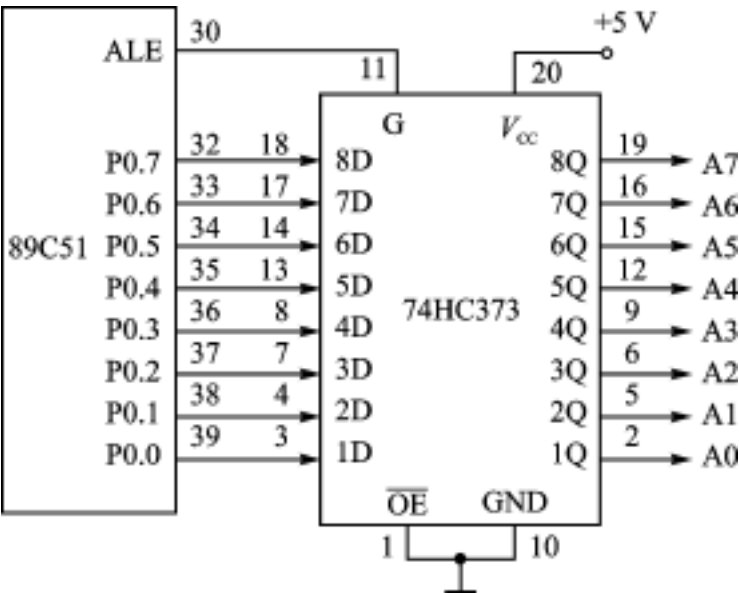 +5 V
ALE 30
11 20
G V_CC
P0.7 32 18 8D 8Q 19 A7
P0.6 33 17 7D 7Q 16 A6
89C51 P0.5 34 14 6D 6Q 15 A5
P0.4 35 13 5D 5Q 12 A4
74HC373
P0.3 36 8 4D 4Q 9 A3
P0.2 37 7 3D 3Q 6 A2
P0.1 38 4 2D 2Q 5 A1
P0.0 39 3 1D 1Q 2 A0
O̅E̅ GND
1 10